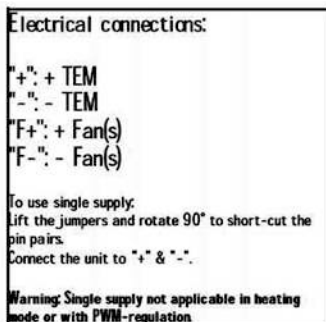 Electrical connections:
"+": + TEM
"-": - TEM
"F+": + Fan(s)
"F-": - Fan(s)
To use single supply:
Lift the jumpers and rotate 90° to short-cut the
pin pairs.
Connect the unit to "+" & "-".
Warning: Single supply not applicable in heating
mode or with PWM-regulation.